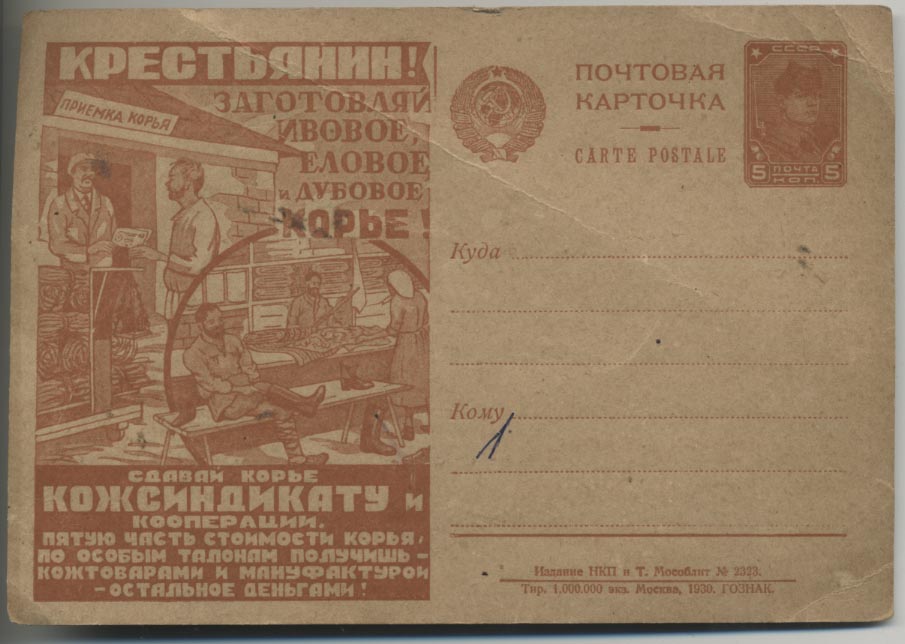 КРЕСТЬЯНИН!
ЗАГОТОВЛЯЙ
ИВОВОЕ,
ЕЛОВОЕ
и ДУБОВОЕ
КОРЬЕ!
ПРИЕМКА КОРЬЯ
СДАВАЙ КОРЬЕ
КОЖСИНДИКАТУ и
КООПЕРАЦИИ,
ПЯТУЮ ЧАСТЬ СТОИМОСТИ КОРЬЯ,
ПО ОСОБЫМ ТАЛОНАМ ПОЛУЧИШЬ–
КОЖТОВАРАМИ И МАНУФАКТУРОЙ
–ОСТАЛЬНОЕ ДЕНЬГАМИ!
ПОЧТОВАЯ
КАРТОЧКА
CARTE POSTALE
СССР
5 ПОЧТА 5
КОП.
Куда
Кому
1
Издание НКП и Т. Мособлит № 2323.
Тир. 1.000.000 экз. Москва, 1930. ГОЗНАК.